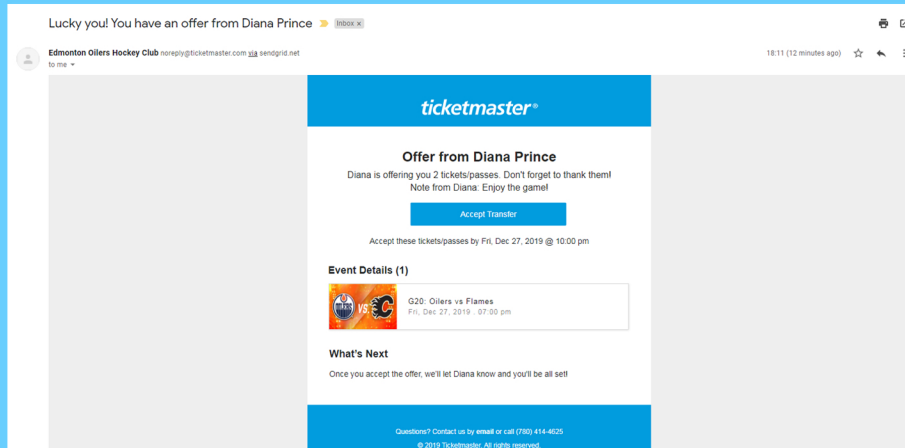 Lucky you! You have an offer from Diana Prince Inbox x
Edmonton Oilers Hockey Club noreply@ticketmaster.com via sendgrid.net
18:11 (12 minutes ago)
to me
ticketmaster®
Offer from Diana Prince
Diana is offering you 2 tickets/passes. Don't forget to thank them!
Note from Diana: Enjoy the game!
Accept Transfer
Accept these tickets/passes by Fri, Dec 27, 2019 @ 10:00 pm
Event Details (1)
OILERS VS. C
G20: Oilers vs Flames
Fri, Dec 27, 2019 . 07:00 pm
What's Next
Once you accept the offer, we'll let Diana know and you'll be all set!
Questions? Contact us by email or call (780) 414-4625
© 2019 Ticketmaster. All rights reserved.